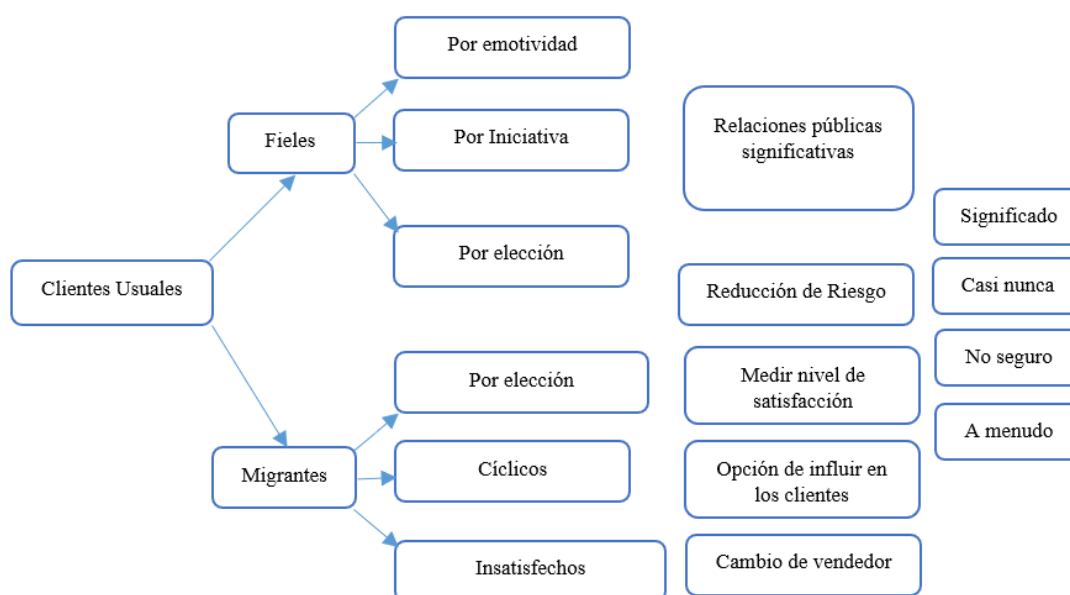 Por emotividad
Fieles
Por Iniciativa
Por elección
Clientes Usuales
Por elección
Migrantes
Cíclicos
Insatisfechos
Relaciones públicas
significativas
Reducción de Riesgo
Medir nivel de
satisfacción
Opción de influir en
los clientes
Cambio de vendedor
Significado
Casi nunca
No seguro
A menudo